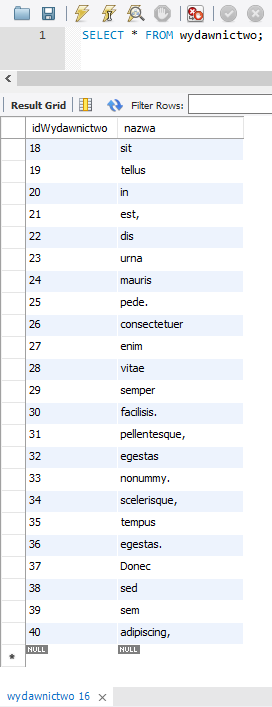 1 SELECT * FROM wydawnictwo;
Result Grid Filter Rows:
idWydawnictwo nazwa
18 sit
19 tellus
20 in
21 est,
22 dis
23 urna
24 mauris
25 pede.
26 consectetuer
27 enim
28 vitae
29 semper
30 facilisis.
31 pellentesque,
32 egestas
33 nonummy.
34 scelerisque,
35 tempus
36 egestas.
37 Donec
38 sed
39 sem
40 adipiscing,
* NULL NULL
wydawnictwo 16